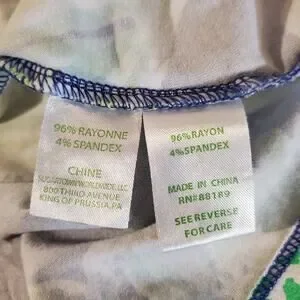 96% RAYONNE
4% SPANDEX
CHINE
SUGARTOWN WORLDWIDE, LLC
800 THIRD AVENUE
KING OF PRUSSIA, PA
96% RAYON
4% SPANDEX
MADE IN CHINA
RN# 88189
SEE REVERSE
FOR CARE